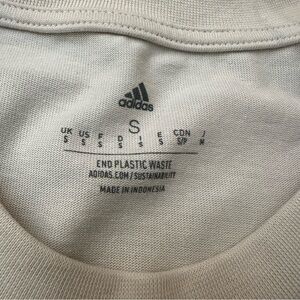 adidas
S
UK US F D I E CDN J
S S S S S S S/P M
END PLASTIC WASTE
ADIDAS.COM/SUSTAINABILITY
MADE IN INDONESIA